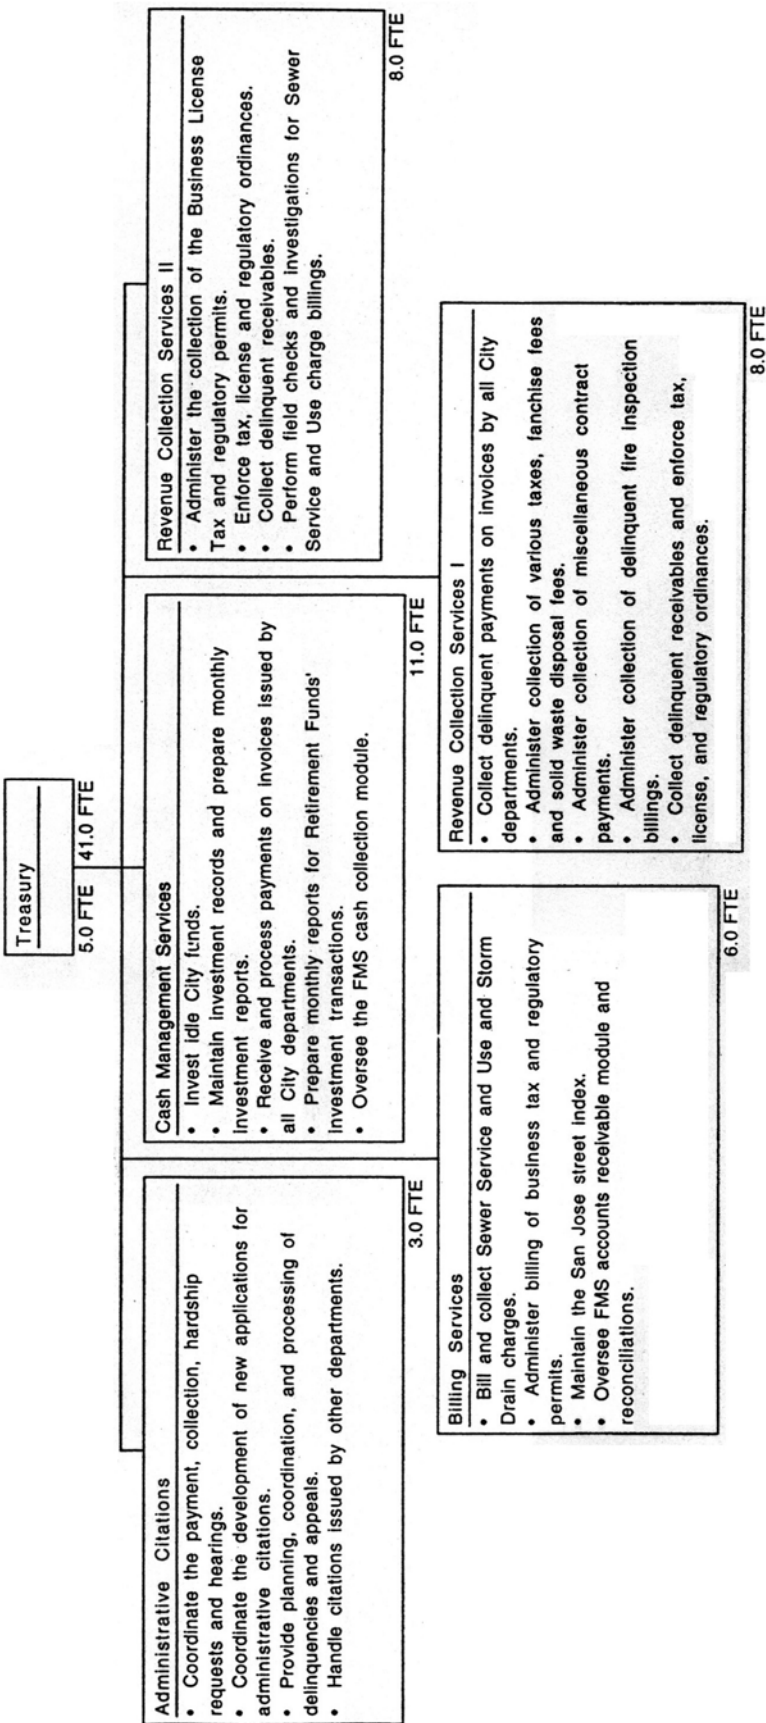 Treasury
5.0 FTE 41.0 FTE
Administrative Citations
• Coordinate the payment, collection, hardship
requests and hearings.
• Coordinate the development of new applications for
administrative citations.
• Provide planning, coordination, and processing of
delinquencies and appeals.
• Handle citations issued by other departments.
3.0 FTE
Cash Management Services
• Invest idle City funds.
• Maintain investment records and prepare monthly
investment reports.
• Receive and process payments on invoices issued by
all City departments.
• Prepare monthly reports for Retirement Funds'
investment transactions.
• Oversee the FMS cash collection module.
11.0 FTE
Revenue Collection Services II
• Administer the collection of the Business License
Tax and regulatory permits.
• Enforce tax, license and regulatory ordinances.
• Collect delinquent receivables.
• Perform field checks and investigations for Sewer
Service and Use charge billings.
8.0 FTE
Billing Services
• Bill and collect Sewer Service and Use and Storm
Drain charges.
• Administer billing of business tax and regulatory
permits.
• Maintain the San Jose street index.
• Oversee FMS accounts receivable module and
reconciliations.
6.0 FTE
Revenue Collection Services I
• Collect delinquent payments on invoices by all City
departments.
• Administer collection of various taxes, fanchise fees
and solid waste disposal fees.
• Administer collection of miscellaneous contract
payments.
• Administer collection of delinquent fire inspection
billings.
• Collect delinquent receivables and enforce tax,
license, and regulatory ordinances.
8.0 FTE